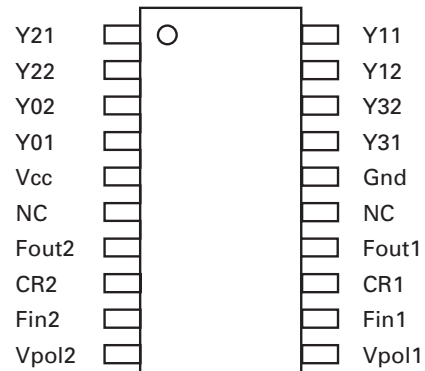 Y21 Y11
Y22 Y12
Y02 Y32
Y01 Y31
Vcc Gnd
NC NC
Fout2 Fout1
CR2 CR1
Fin2 Fin1
Vpol2 Vpol1